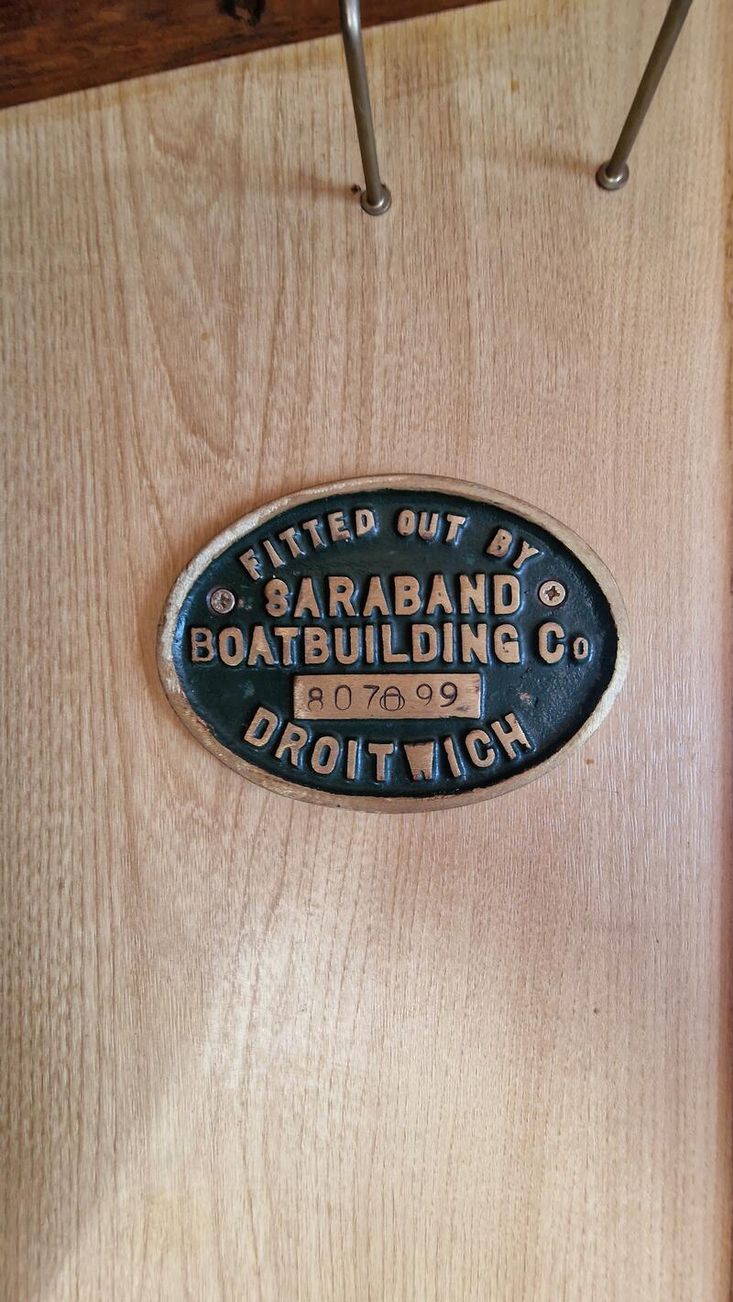 FITTED OUT BY
SARABAND
BOATBUILDING Co
DROITWICH